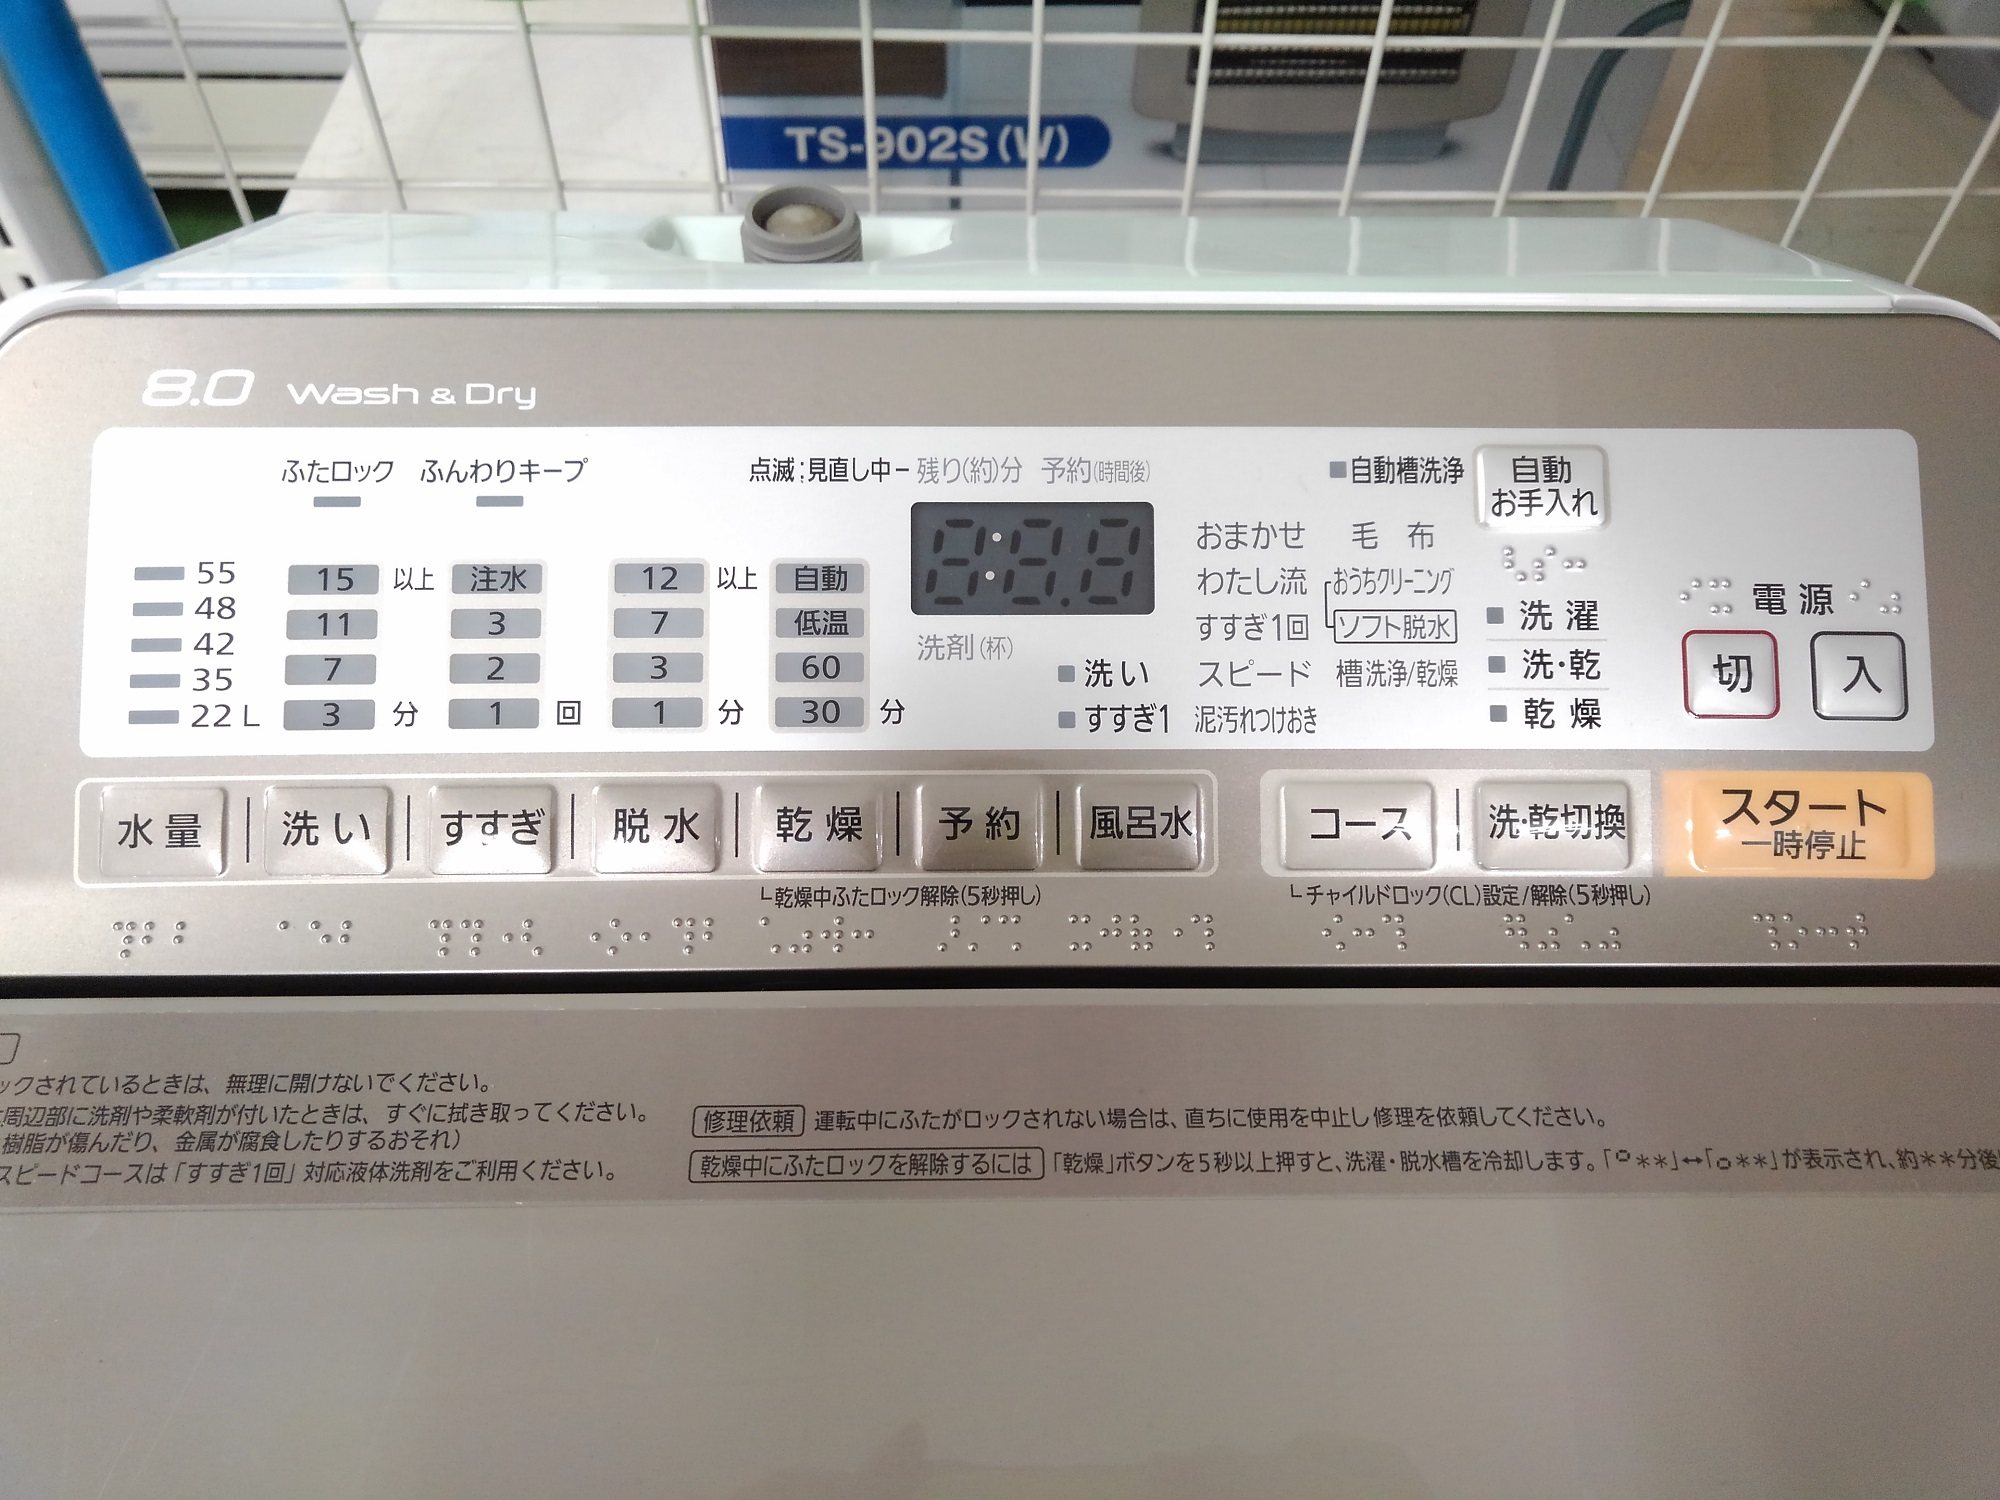 TS-902S(W)
8.0 Wash & Dry
ふたロック ふんわりキープ 点滅:見直し中 残り(約)分 予約(時間後) 自動槽洗浄 自動
お手入れ
おまかせ 毛 布
55 15 以上 注水 12 以上 自動 わたし流 おうちクリーニング
48 11 3 7 低温 すすぎ1回 ソフト脱水 洗 濯 電 源
洗剤(杯)
42 7 2 3 60 洗い スピード 槽洗浄/乾燥 洗・乾 切 入
35
22 L 3 分 1 回 1 分 30 分 すすぎ1 泥汚れつけおき 乾 燥
水 量 洗 い すすぎ 脱 水 乾 燥 予 約 風呂水 コース 洗・乾切換 スタート
一時停止
乾燥中ふたロック解除(5秒押し) チャイルドロック(CL)設定/解除(5秒押し)
ックされているときは、無理に開けないでください。
周辺部に洗剤や柔軟剤が付いたときは、すぐに拭き取ってください。
樹脂が傷んだり、金属が腐食したりするおそれ)
スピードコースは「すすぎ1回」対応液体洗剤をご利用ください。
修理依頼 運転中にふたがロックされない場合は、直ちに使用を中止し修理を依頼してください。
乾燥中にふたロックを解除するには 「乾燥」ボタンを5秒以上押すと、洗濯・脱水槽を冷却します。「○**」↔「○**」が表示され、約**分後